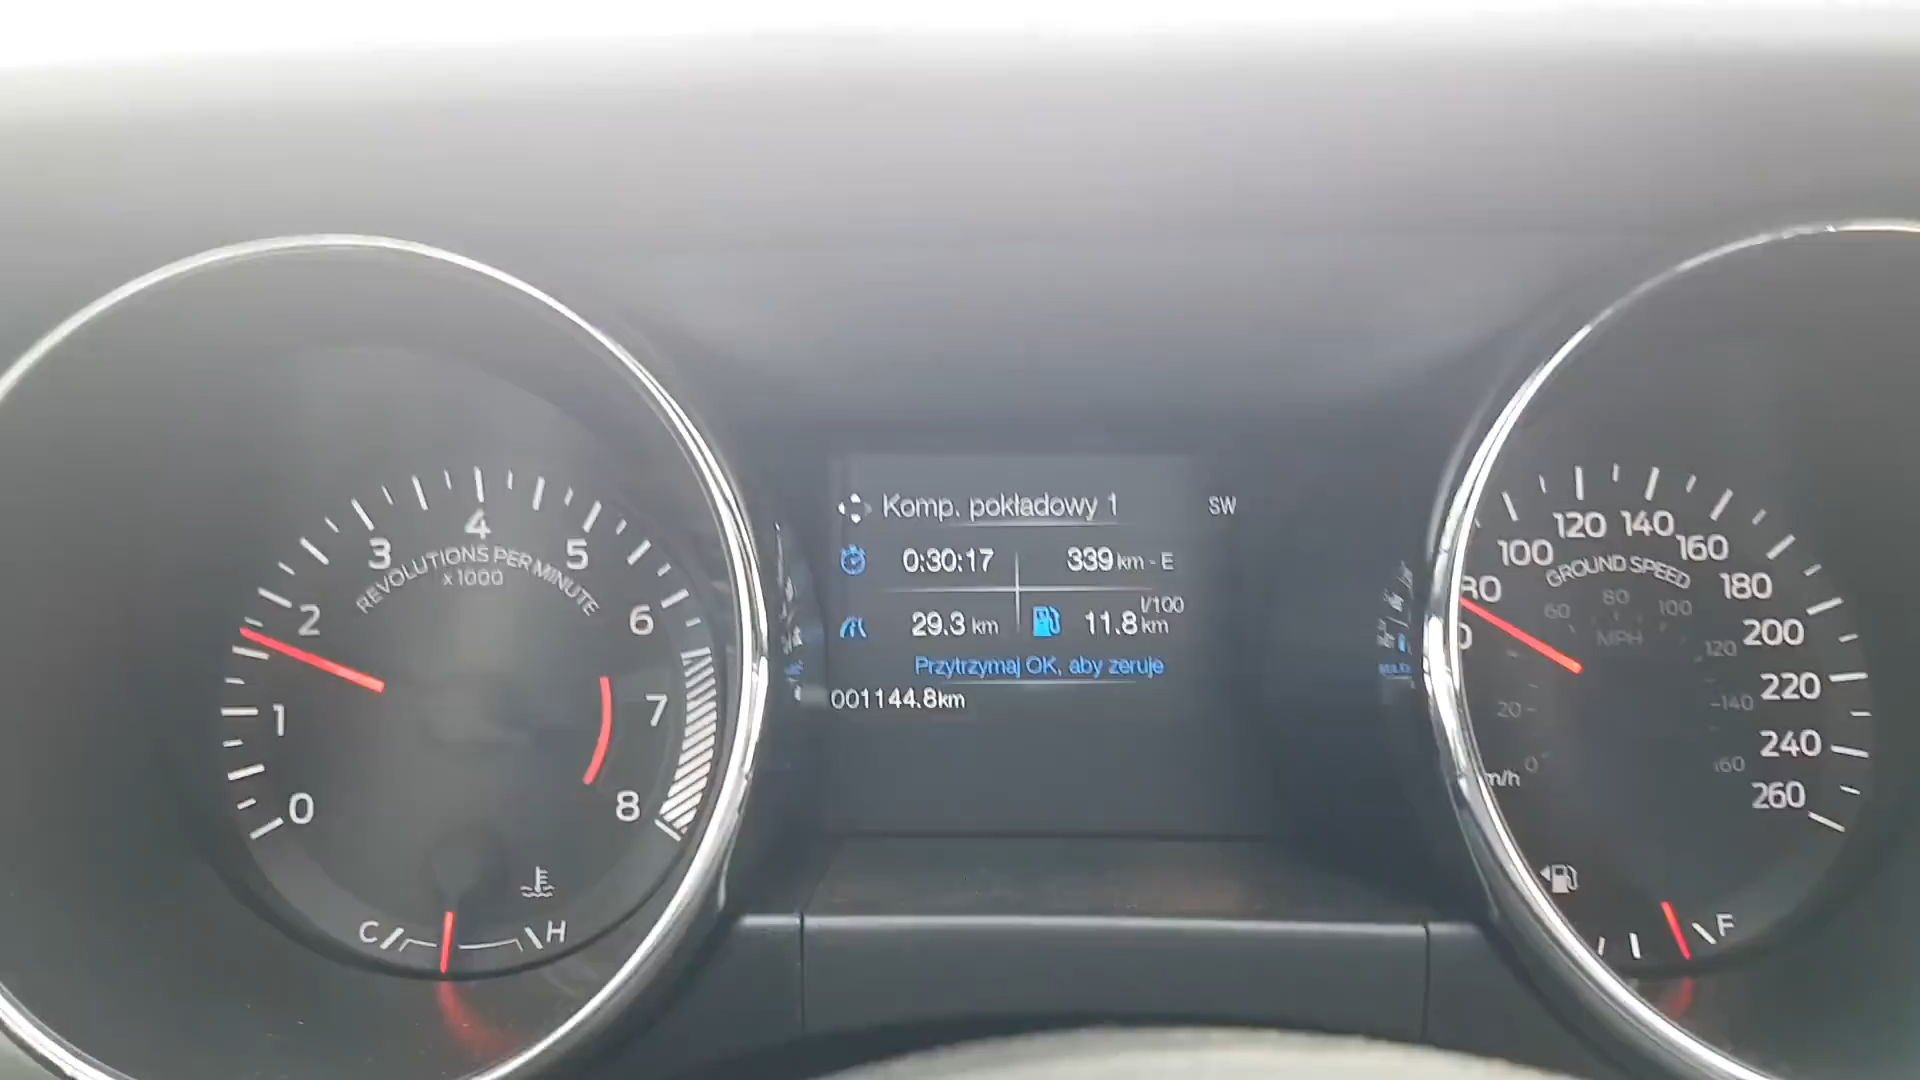 Komp. pokładowy 1 SW
0:30:17 339 km - E
29.3 km 11.8 l/100 km
Przytrzymaj OK, aby zeruje
001144.8km
0 1 2 3 4 5 6 7 8
REVOLUTIONS PER MINUTE
x 1000
C H
80 100 120 140 160 180 200 220 240 260
GROUND SPEED
20 60 80 100 120 140 160
MPH
F